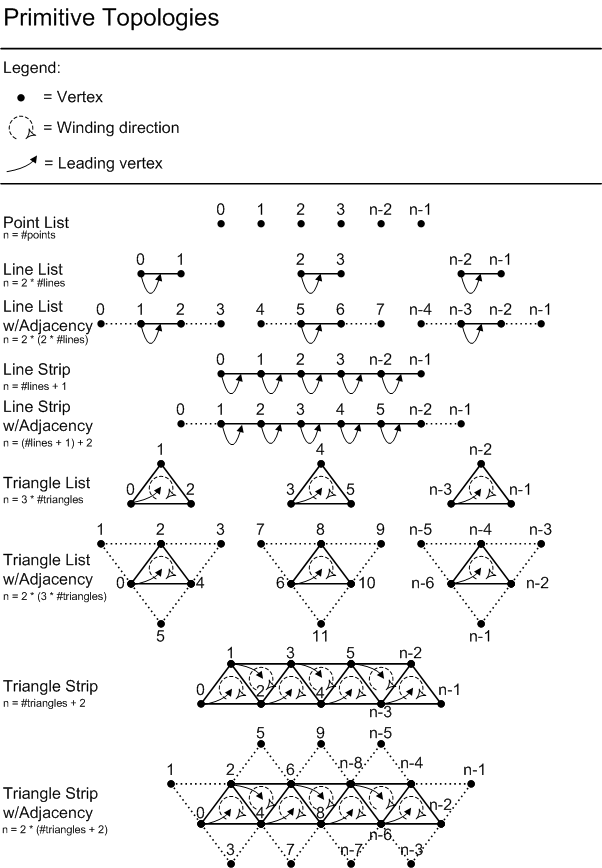 Primitive Topologies
Legend:
= Vertex
= Winding direction
= Leading vertex
0 1 2 3 n-2 n-1
Point List
n = #points
0 1 2 3 n-2 n-1
Line List
n = 2 * #lines
Line List
0 1 2 3 4 5 6 7 n-4 n-3 n-2 n-1
w/Adjacency
n = 2 * (2 * #lines)
0 1 2 3 n-2 n-1
Line Strip
n = #lines + 1
Line Strip
0 1 2 3 4 5 n-2 n-1
w/Adjacency
n = (#lines + 1) + 2
1 4 n-2
Triangle List
0 2 3 5 n-3 n-1
n = 3 * #triangles
1 2 3 7 8 9 n-5 n-4 n-3
Triangle List
w/Adjacency
0 4 6 10 n-6 n-2
n = 2 * (3 * #triangles)
5 11 n-1
1 3 5 n-2
Triangle Strip
0 2 4 n-1
n = #triangles + 2
n-3
5 9 n-5
1 2 6 n-8 n-4 n-1
Triangle Strip
w/Adjacency
0 4 8 n-2
n = 2 * (#triangles + 2)
n-6
3 7 n-7 n-3